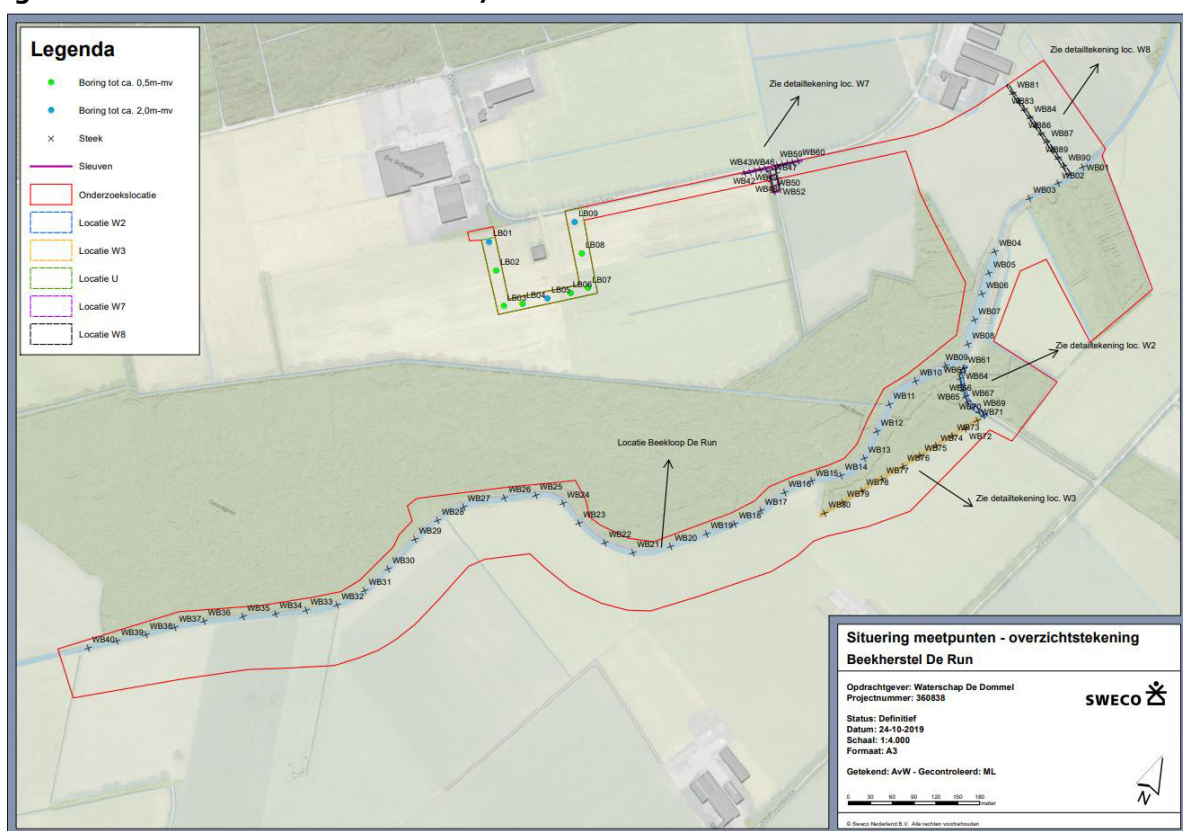 Legenda
Boring tot ca. 0,5m-mv
Boring tot ca. 2,0m-mv
Steek
Sleuven
Onderzoekslocatie
Locatie W2
Locatie W3
Locatie U
Locatie W7
Locatie W8
Zie detailtekening loc. W8
Zie detailtekening loc. W7
WB81
WB83
WB84
WB86
WB87
WB89
WB90
WB01
WB02
WB03
WB59 WB60
WB43 WB46
WB47
WB42
WB50
WB52
De Scheelberg
LB09
LB01
LB08
LB02
LB07
LB06
LB05
LB04
LB03
WB04
WB05
WB06
WB07
WB08
WB09
WB61
WB64
WB10
WB65
WB67
WB69
WB70
WB71
WB11
WB12
WB13
WB14
WB15
WB16
WB17
WB18
WB19
WB20
WB21
WB22
WB23
WB24
WB25
WB26
WB27
WB28
WB29
WB30
WB31
WB32
WB33
WB34
WB35
WB36
WB37
WB38
WB39
WB40
WB72
WB73
WB74
WB75
WB76
WB77
WB78
WB79
WB80
Zie detailtekening loc. W2
Locatie Beekloop De Run
Zie detailtekening loc. W3
Situering meetpunten - overzichtstekening
Beekherstel De Run
Opdrachtgever: Waterschap De Dommel
Projectnummer: 360838
SWECO
Status: Definitief
Datum: 24-10-2019
Schaal: 1:4.000
Formaat: A3
Getekend: AvW - Gecontroleerd: ML
0 30 60 90 120 150 180
meter
N
© Sweco Nederland B.V. Alle rechten voorbehouden